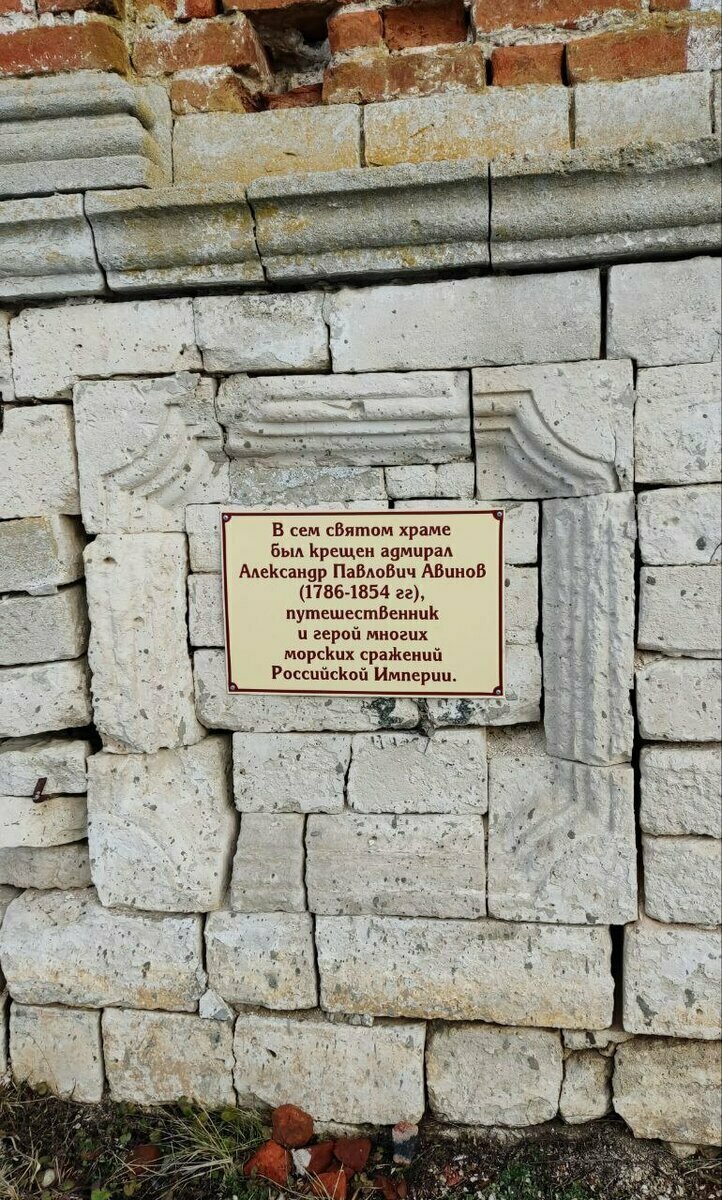 В сем святом храме
был крещен адмирал
Александр Павлович Авинов
(1786-1854 гг),
путешественник
и герой многих
морских сражений
Российской Империи.